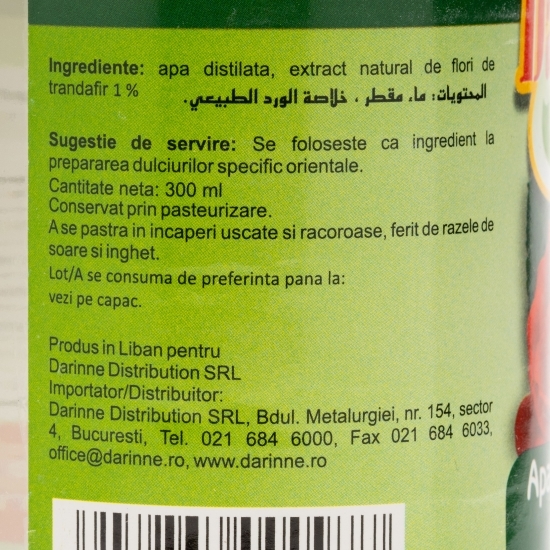 Ingrediente: apa distilata, extract natural de flori de
trandafir 1 %
المحتويات: ماء مقطر ، خلاصة الورد الطبيعي.
Sugestie de servire: Se foloseste ca ingredient la
prepararea dulciurilor specific orientale.
Cantitate neta: 300 ml
Conservat prin pasteurizare.
A se pastra in incaperi uscate si racoroase, ferit de razele de
soare si inghet.
Lot/A se consuma de preferinta pana la:
vezi pe capac.
Produs in Liban pentru
Darinne Distribution SRL
Importator/Distribuitor:
Darinne Distribution SRL, Bdul. Metalurgiei, nr. 154, sector
4, Bucuresti, Tel. 021 684 6000, Fax 021 684 6033,
office@darinne.ro, www.darinne.ro